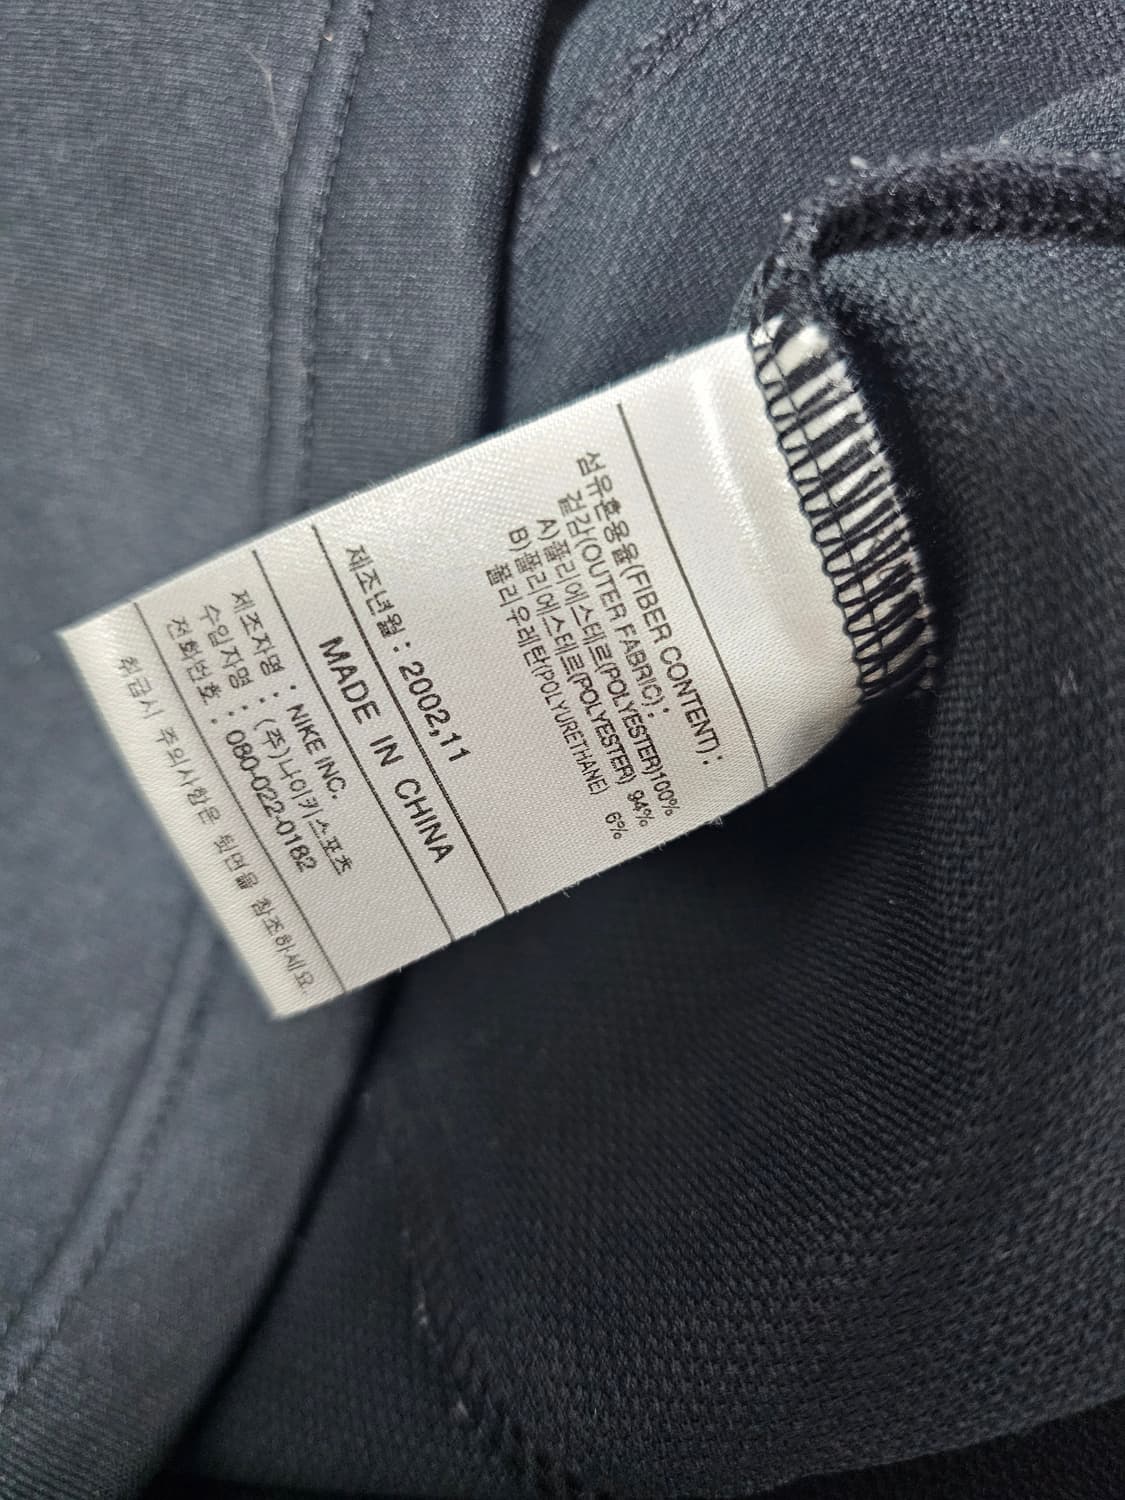 섬유혼용율(FIBER CONTENT) :
겉감(OUTER FABRIC) :
A)폴리에스테르(POLYESTER)100%
B)폴리에스테르(POLYESTER) 94%
폴리우레탄(POLYURETHANE) 6%
제조년월 : 2002,11
MADE IN CHINA
제조자명 : NIKE INC.
수입자명 : (주)나이키스포츠
전화번호 : 080-022-0182
취급시 주의사항은 뒷면을 참조하세요.